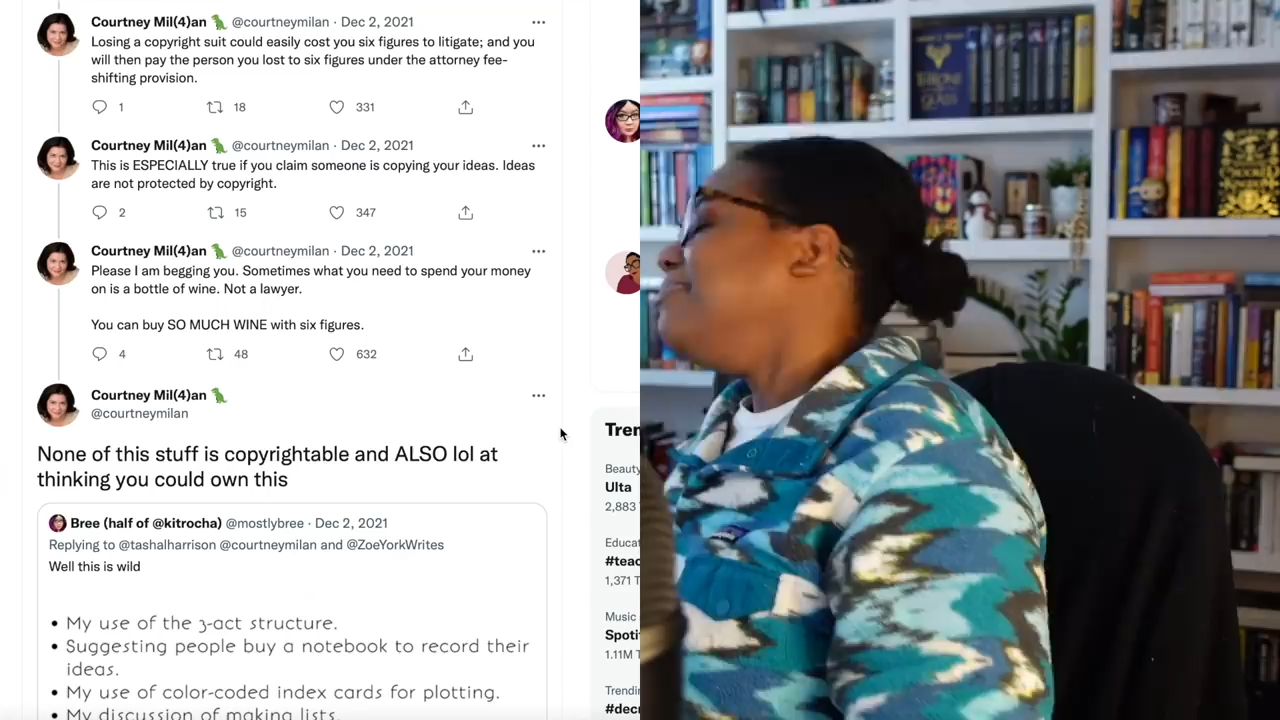 Courtney Mil(4)an 🦖 @courtneymilan · Dec 2, 2021
Losing a copyright suit could easily cost you six figures to litigate; and you
will then pay the person you lost to six figures under the attorney fee-
shifting provision.
1 18 331
Courtney Mil(4)an 🦖 @courtneymilan · Dec 2, 2021
This is ESPECIALLY true if you claim someone is copying your ideas. Ideas
are not protected by copyright.
2 15 347
Courtney Mil(4)an 🦖 @courtneymilan · Dec 2, 2021
Please I am begging you. Sometimes what you need to spend your money
on is a bottle of wine. Not a lawyer.
You can buy SO MUCH WINE with six figures.
4 48 632
Courtney Mil(4)an 🦖
@courtneymilan
None of this stuff is copyrightable and ALSO lol at
thinking you could own this
Bree (half of @kitrocha) @mostlybree · Dec 2, 2021
Replying to @tashalharrison @courtneymilan and @ZoeYorkWrites
Well this is wild
• My use of the 3-act structure.
• Suggesting people buy a notebook to record their
ideas.
• My use of color-coded index cards for plotting.
• My discussion of making lists.
Tren
Beauty
Ulta
2,883 T
Educat
#teac
1,371 T
Music
Spoti
1.11M T
Trendin
#decr
THRONE
GLASS